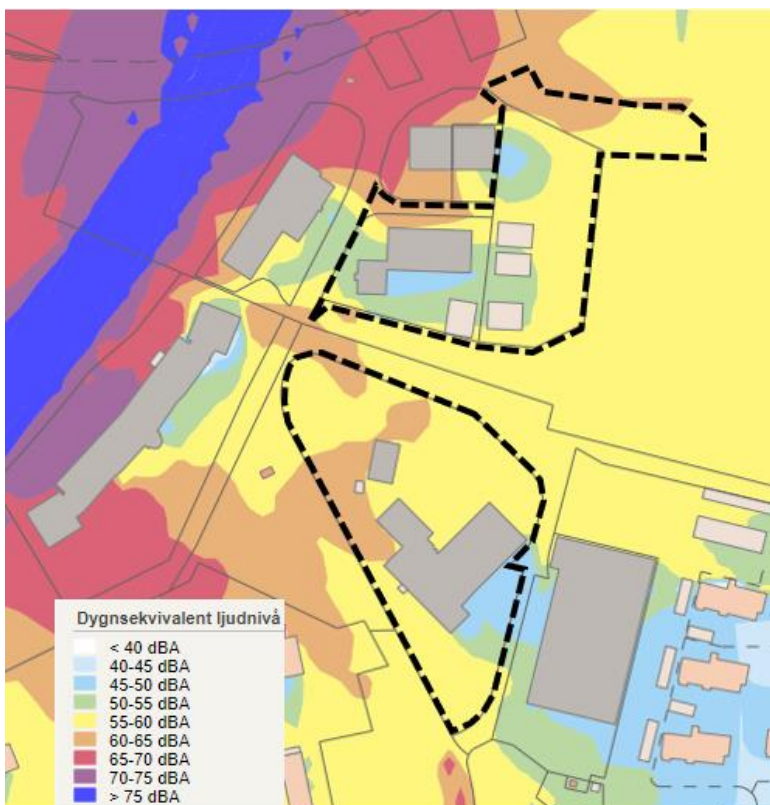 Dygnsekvivalent ljudnivå
< 40 dBA
40-45 dBA
45-50 dBA
50-55 dBA
55-60 dBA
60-65 dBA
65-70 dBA
70-75 dBA
> 75 dBA